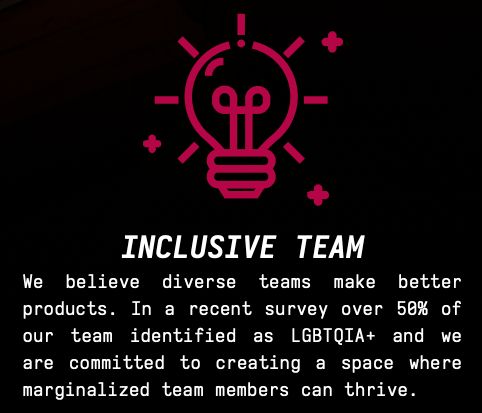 INCLUSIVE TEAM
We believe diverse teams make better
products. In a recent survey over 50% of
our team identified as LGBTQIA+ and we
are committed to creating a space where
marginalized team members can thrive.